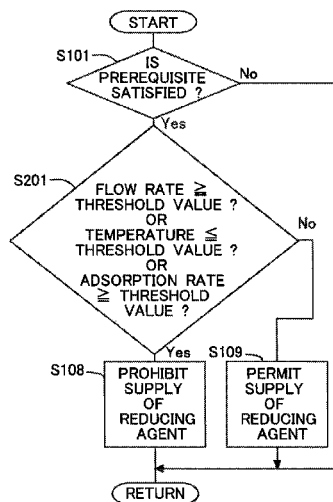 START
S101
IS
PREREQUISITE
SATISFIED ?
No
Yes
S201
FLOW RATE ≧
THRESHOLD VALUE ?
OR
TEMPERATURE ≦
THRESHOLD VALUE ?
OR
ADSORPTION RATE
≧ THRESHOLD
VALUE ?
No
Yes
S108
PROHIBIT
SUPPLY
OF
REDUCING
AGENT
S109
PERMIT
SUPPLY
OF
REDUCING
AGENT
RETURN